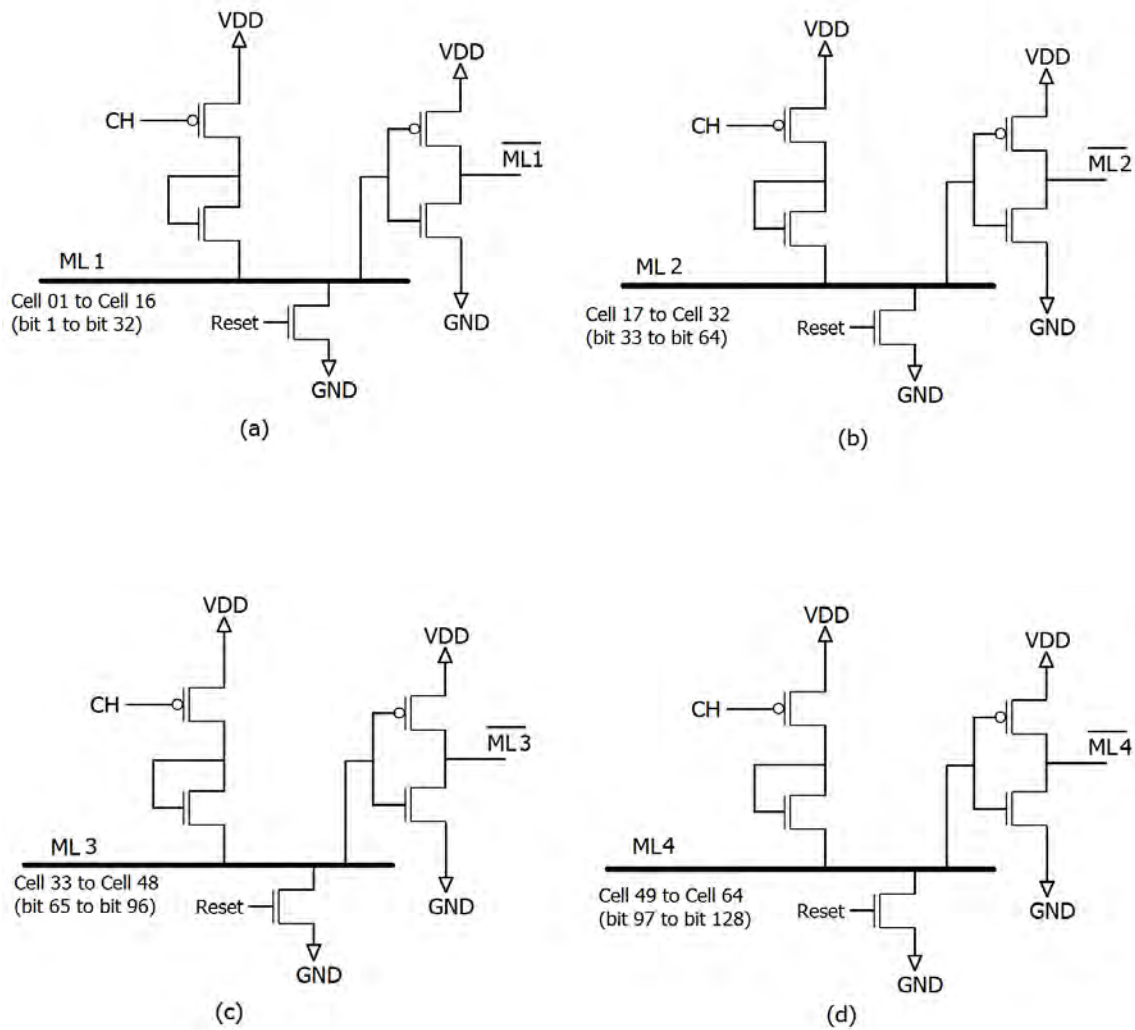 VDD
VDD
CH
ML1
ML 1
Cell 01 to Cell 16
(bit 1 to bit 32)
Reset
GND
GND
(a)
VDD
VDD
CH
ML2
ML 2
Cell 17 to Cell 32
(bit 33 to bit 64)
Reset
GND
GND
(b)
VDD
VDD
CH
ML3
ML 3
Cell 33 to Cell 48
(bit 65 to bit 96)
Reset
GND
GND
(c)
VDD
VDD
CH
ML4
ML4
Cell 49 to Cell 64
(bit 97 to bit 128)
Reset
GND
GND
(d)